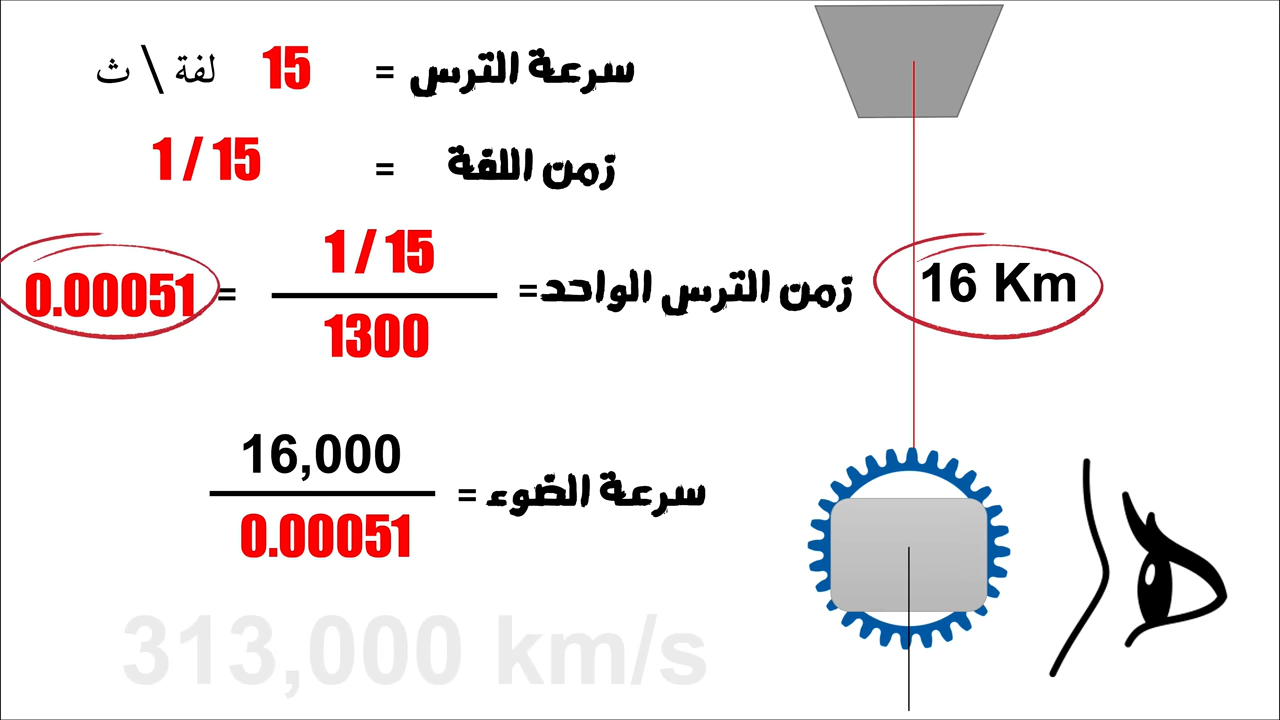 سرعة الترس = 15 لفة \ ث
زمن اللفة = 1 / 15
زمن الترس الواحد = 1 / 15
1300
= 0.00051
16 Km
سرعة الضوء = 16,000
0.00051
313,000 km/s